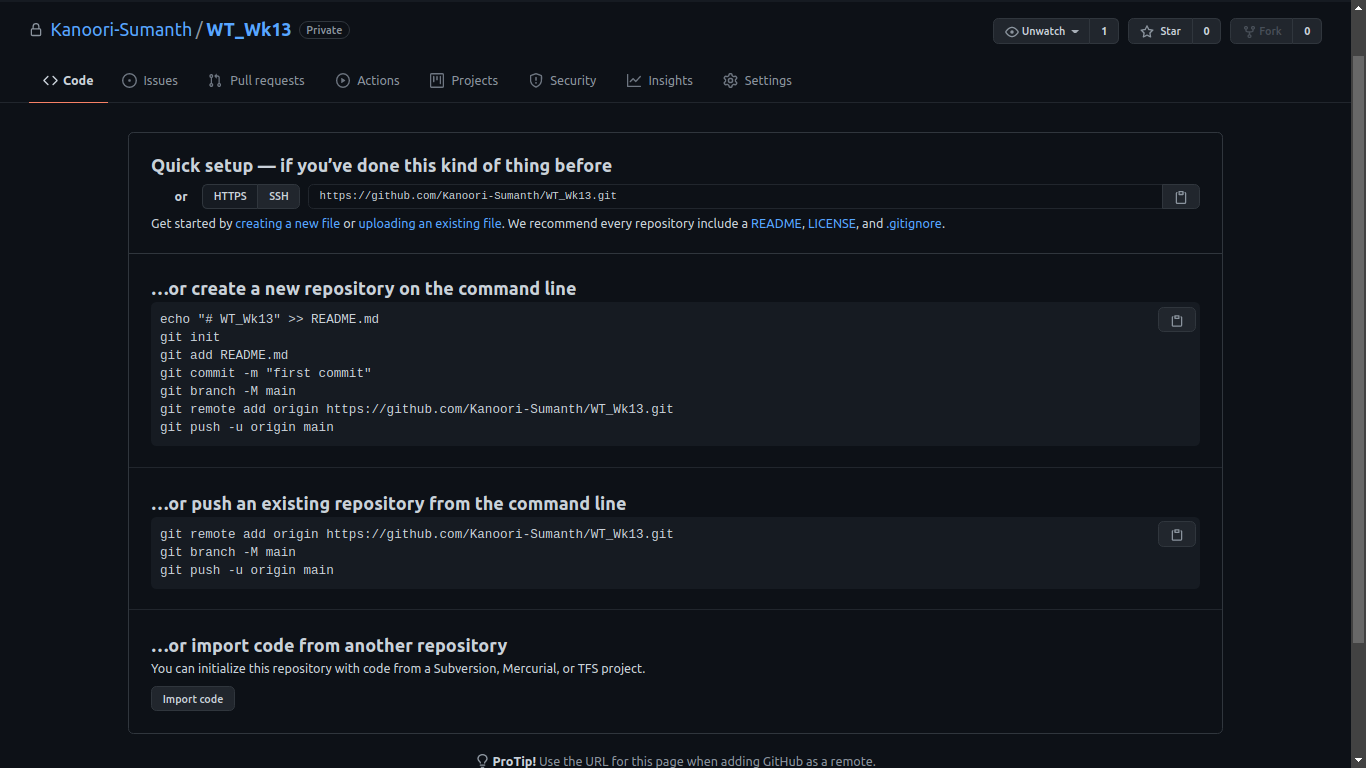 Kanoori-Sumanth / WT_Wk13 Private
Unwatch 1 Star 0 Fork 0
Code Issues Pull requests Actions Projects Security Insights Settings
Quick setup — if you’ve done this kind of thing before
or HTTPS SSH https://github.com/Kanoori-Sumanth/WT_Wk13.git
Get started by creating a new file or uploading an existing file. We recommend every repository include a README, LICENSE, and .gitignore.
…or create a new repository on the command line
echo "# WT_Wk13" >> README.md
git init
git add README.md
git commit -m "first commit"
git branch -M main
git remote add origin https://github.com/Kanoori-Sumanth/WT_Wk13.git
git push -u origin main
…or push an existing repository from the command line
git remote add origin https://github.com/Kanoori-Sumanth/WT_Wk13.git
git branch -M main
git push -u origin main
…or import code from another repository
You can initialize this repository with code from a Subversion, Mercurial, or TFS project.
Import code
ProTip! Use the URL for this page when adding GitHub as a remote.